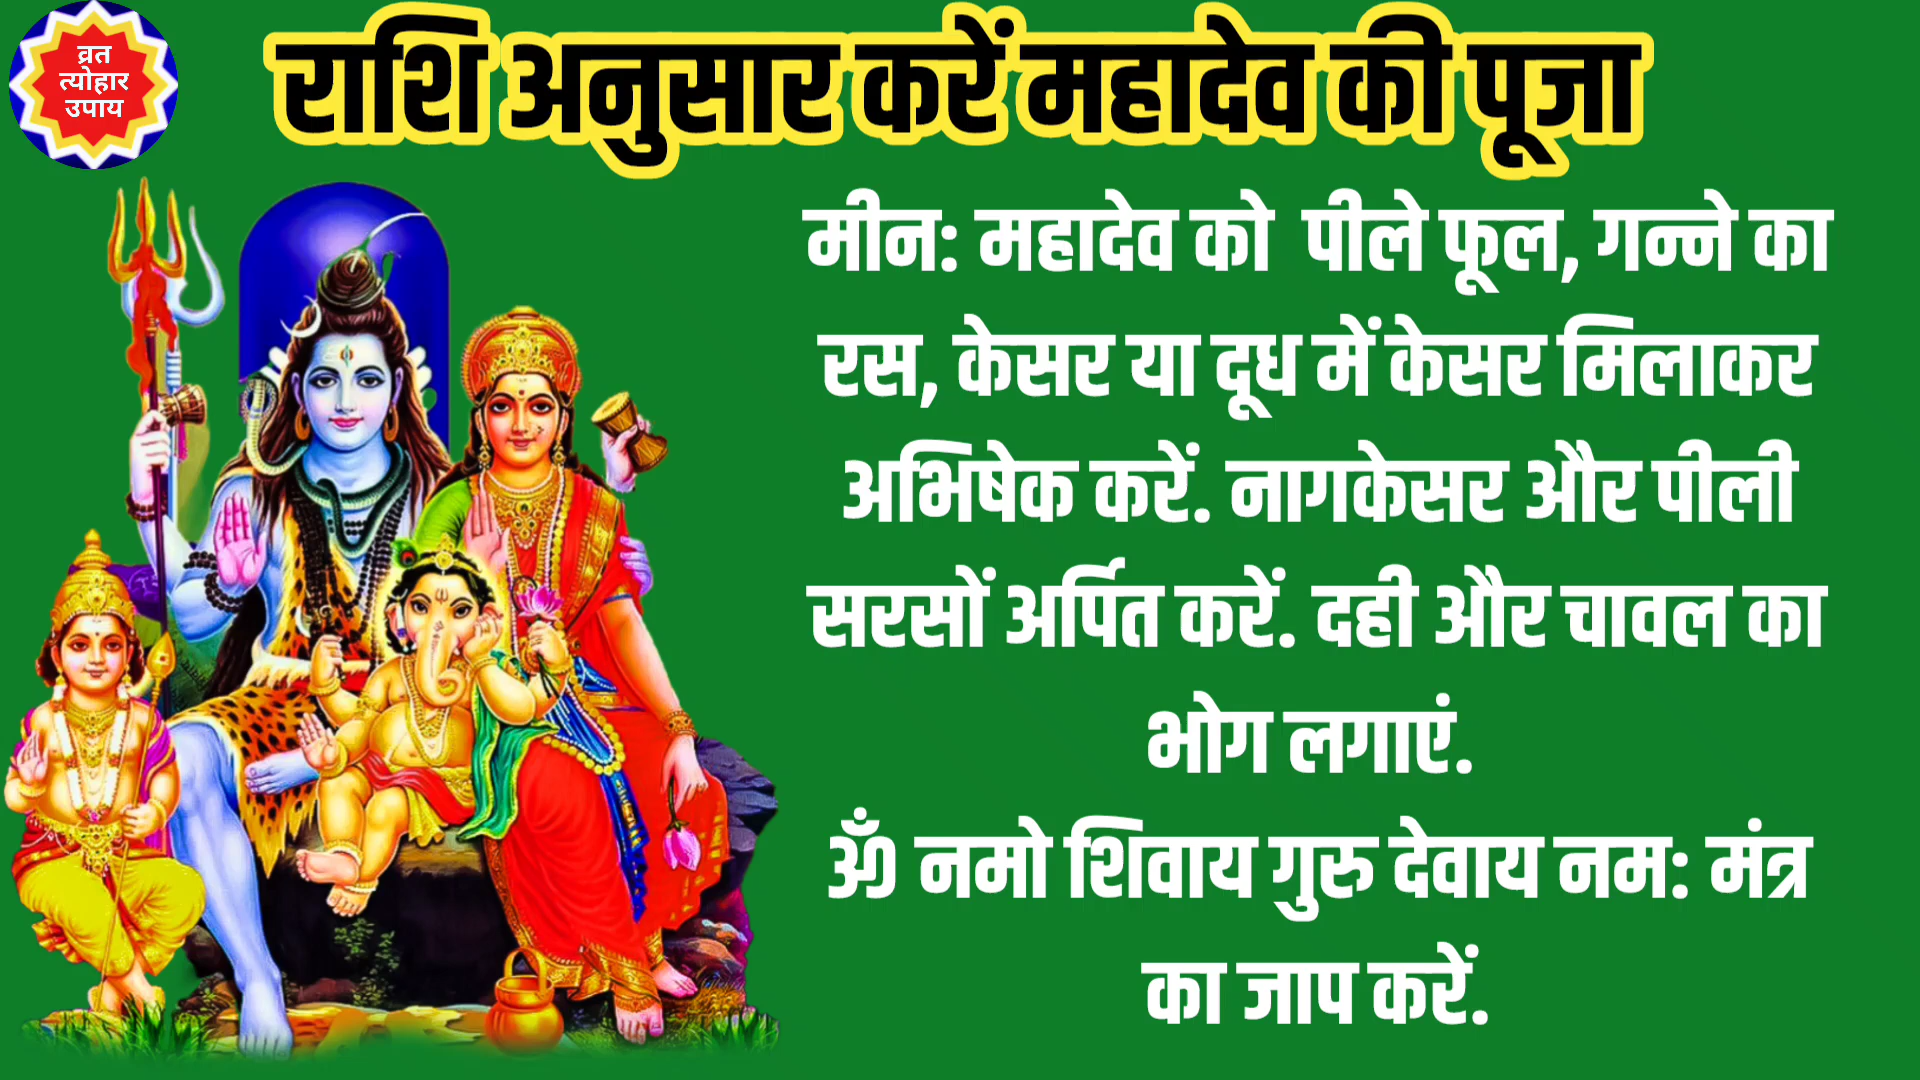 व्रत
त्योहार
उपाय
राशि अनुसार करें महादेव की पूजा
मीन: महादेव को पीले फूल, गन्ने का
रस, केसर या दूध में केसर मिलाकर
अभिषेक करें. नागकेसर और पीली
सरसों अर्पित करें. दही और चावल का
भोग लगाएं.
ॐ नमो शिवाय गुरु देवाय नम: मंत्र
का जाप करें.